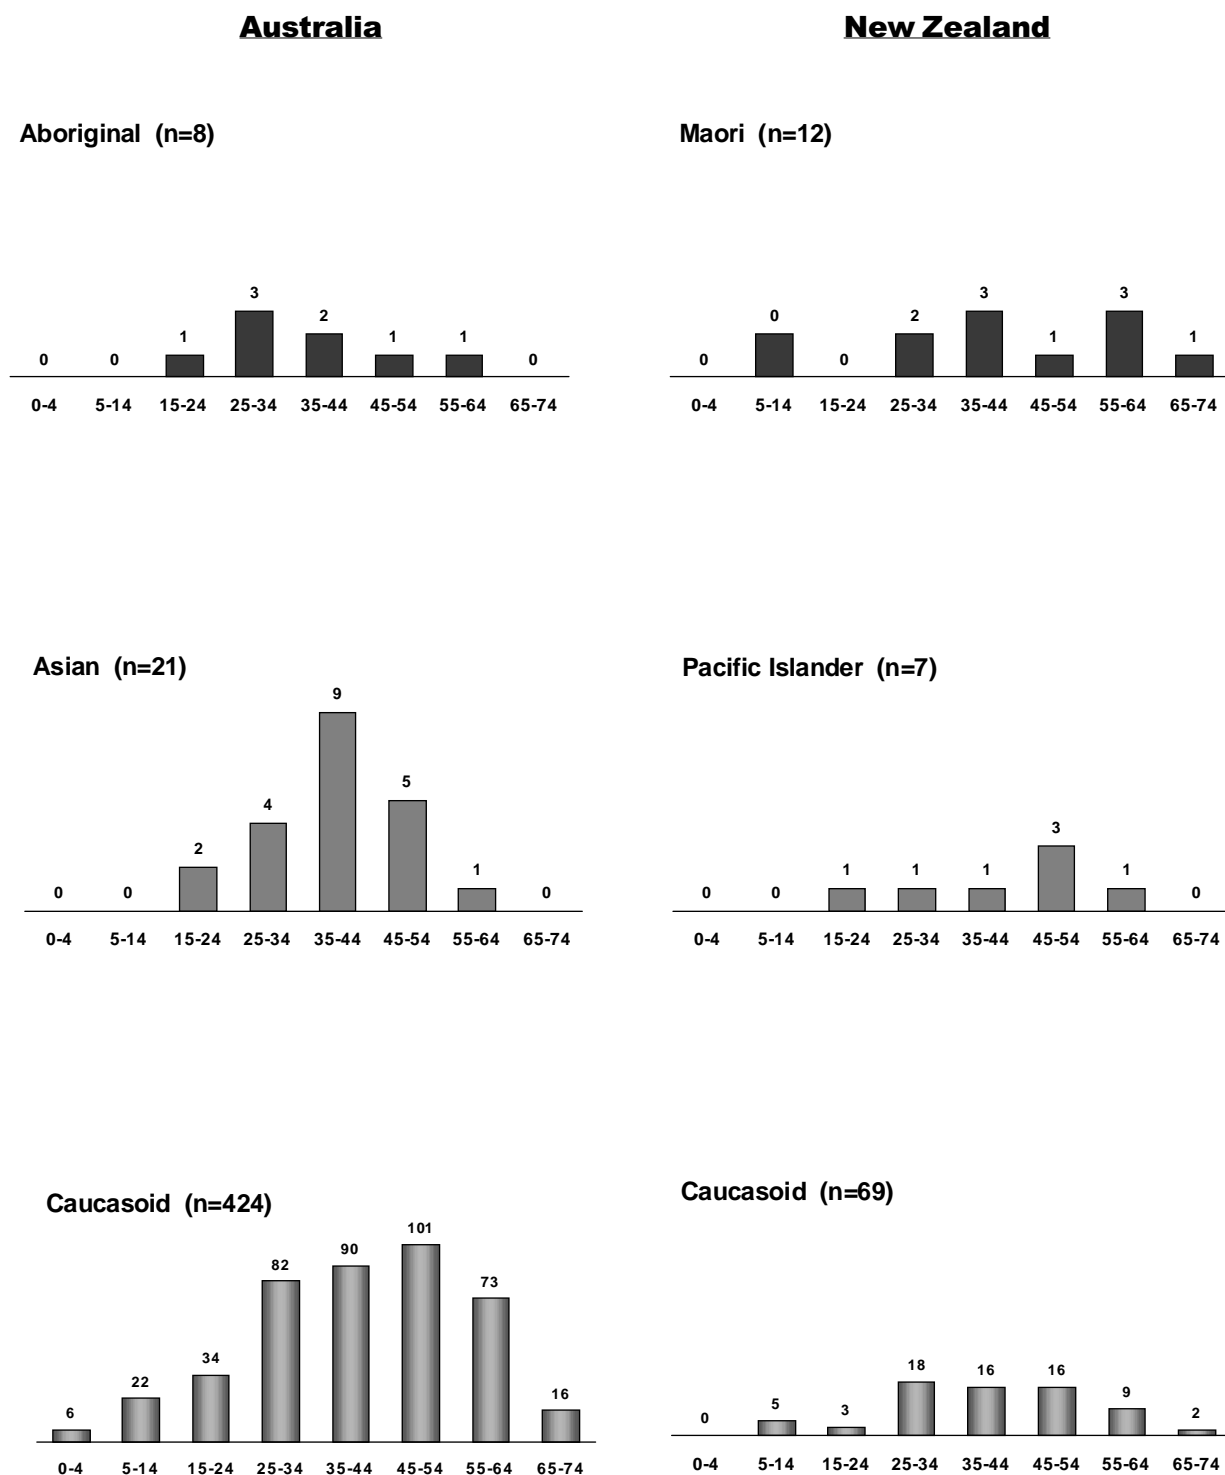 Australia
New Zealand
Aboriginal (n=8)
Maori (n=12)
0 0 1 3 2 1 1 0
0-4 5-14 15-24 25-34 35-44 45-54 55-64 65-74
0 0 0 2 3 1 3 1
0-4 5-14 15-24 25-34 35-44 45-54 55-64 65-74
Asian (n=21)
Pacific Islander (n=7)
0 0 2 4 9 5 1 0
0-4 5-14 15-24 25-34 35-44 45-54 55-64 65-74
0 0 1 1 1 3 1 0
0-4 5-14 15-24 25-34 35-44 45-54 55-64 65-74
Caucasoid (n=424)
Caucasoid (n=69)
6 22 34 82 90 101 73 16
0-4 5-14 15-24 25-34 35-44 45-54 55-64 65-74
0 5 3 18 16 16 9 2
0-4 5-14 15-24 25-34 35-44 45-54 55-64 65-74